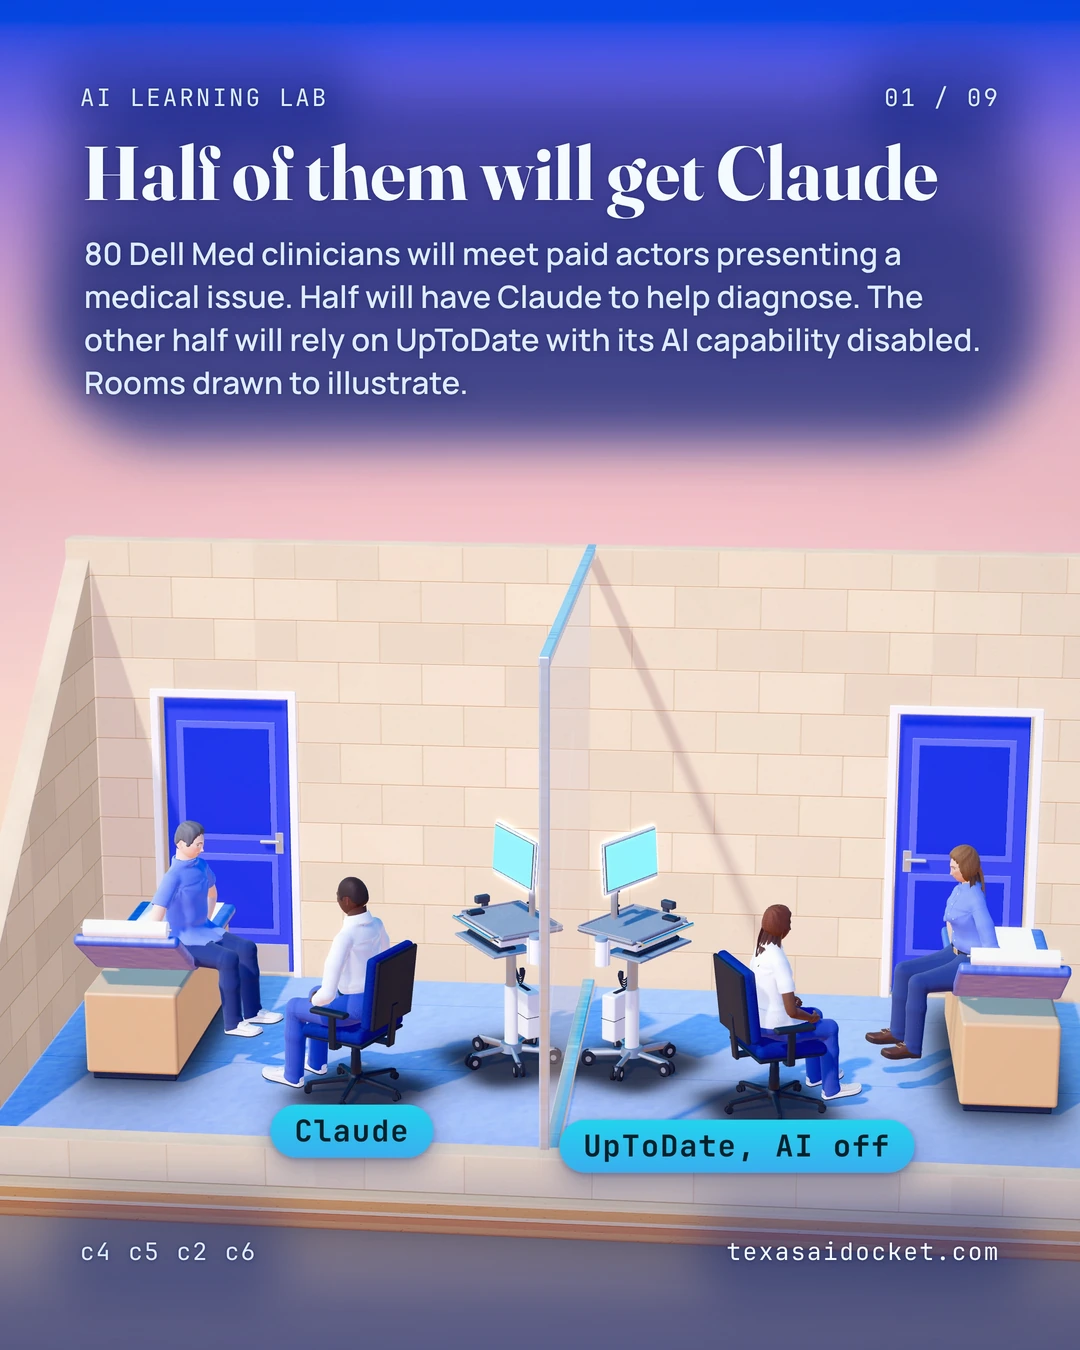 AI LEARNING LAB
01 / 09
Half of them will get Claude
80 Dell Med clinicians will meet paid actors presenting a
medical issue. Half will have Claude to help diagnose. The
other half will rely on UpToDate with its AI capability disabled.
Rooms drawn to illustrate.
Claude
UpToDate, AI off
c4 c5 c2 c6
texasaidocket.com